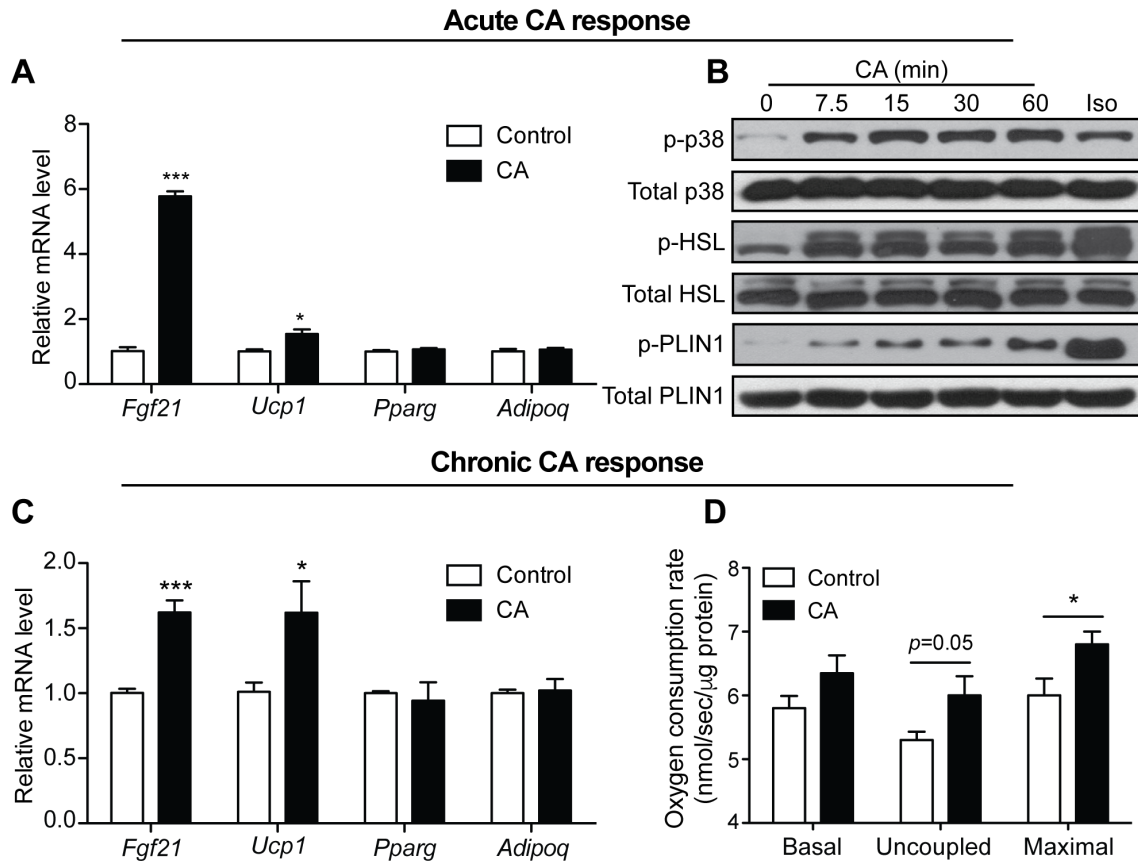 Acute CA response
A
Relative mRNA level
8
6
4
2
0
***
*
Control
CA
Fgf21 Ucp1 Pparg Adipoq
B
CA (min)
0 7.5 15 30 60 Iso
p-p38
Total p38
p-HSL
Total HSL
p-PLIN1
Total PLIN1
Chronic CA response
C
Relative mRNA level
2.0
1.5
1.0
0.5
0.0
***
*
Control
CA
Fgf21 Ucp1 Pparg Adipoq
D
Oxygen consumption rate
(nmol/sec/μg protein)
8
7
6
5
4
Control
CA
p=0.05
*
Basal Uncoupled Maximal